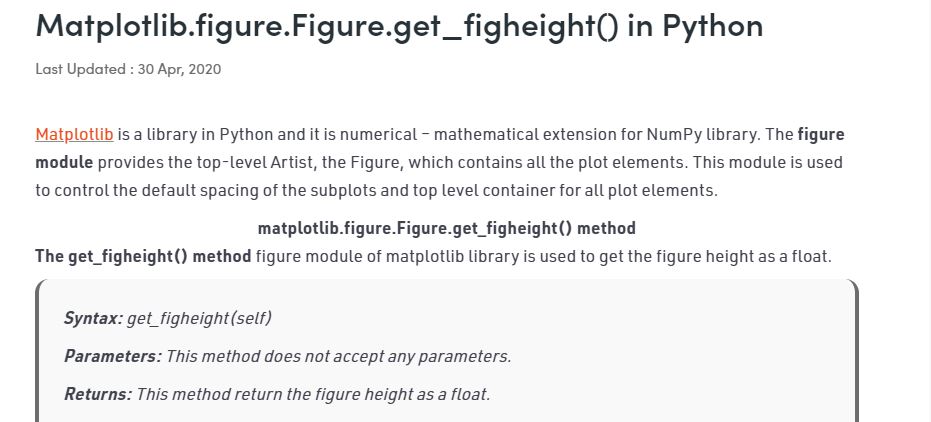 Matplotlib.figure.Figure.get_figheight() in Python
Last Updated : 30 Apr, 2020
Matplotlib is a library in Python and it is numerical – mathematical extension for NumPy library. The figure
module provides the top-level Artist, the Figure, which contains all the plot elements. This module is used
to control the default spacing of the subplots and top level container for all plot elements.
matplotlib.figure.Figure.get_figheight() method
The get_figheight() method figure module of matplotlib library is used to get the figure height as a float.
Syntax: get_figheight(self)
Parameters: This method does not accept any parameters.
Returns: This method return the figure height as a float.